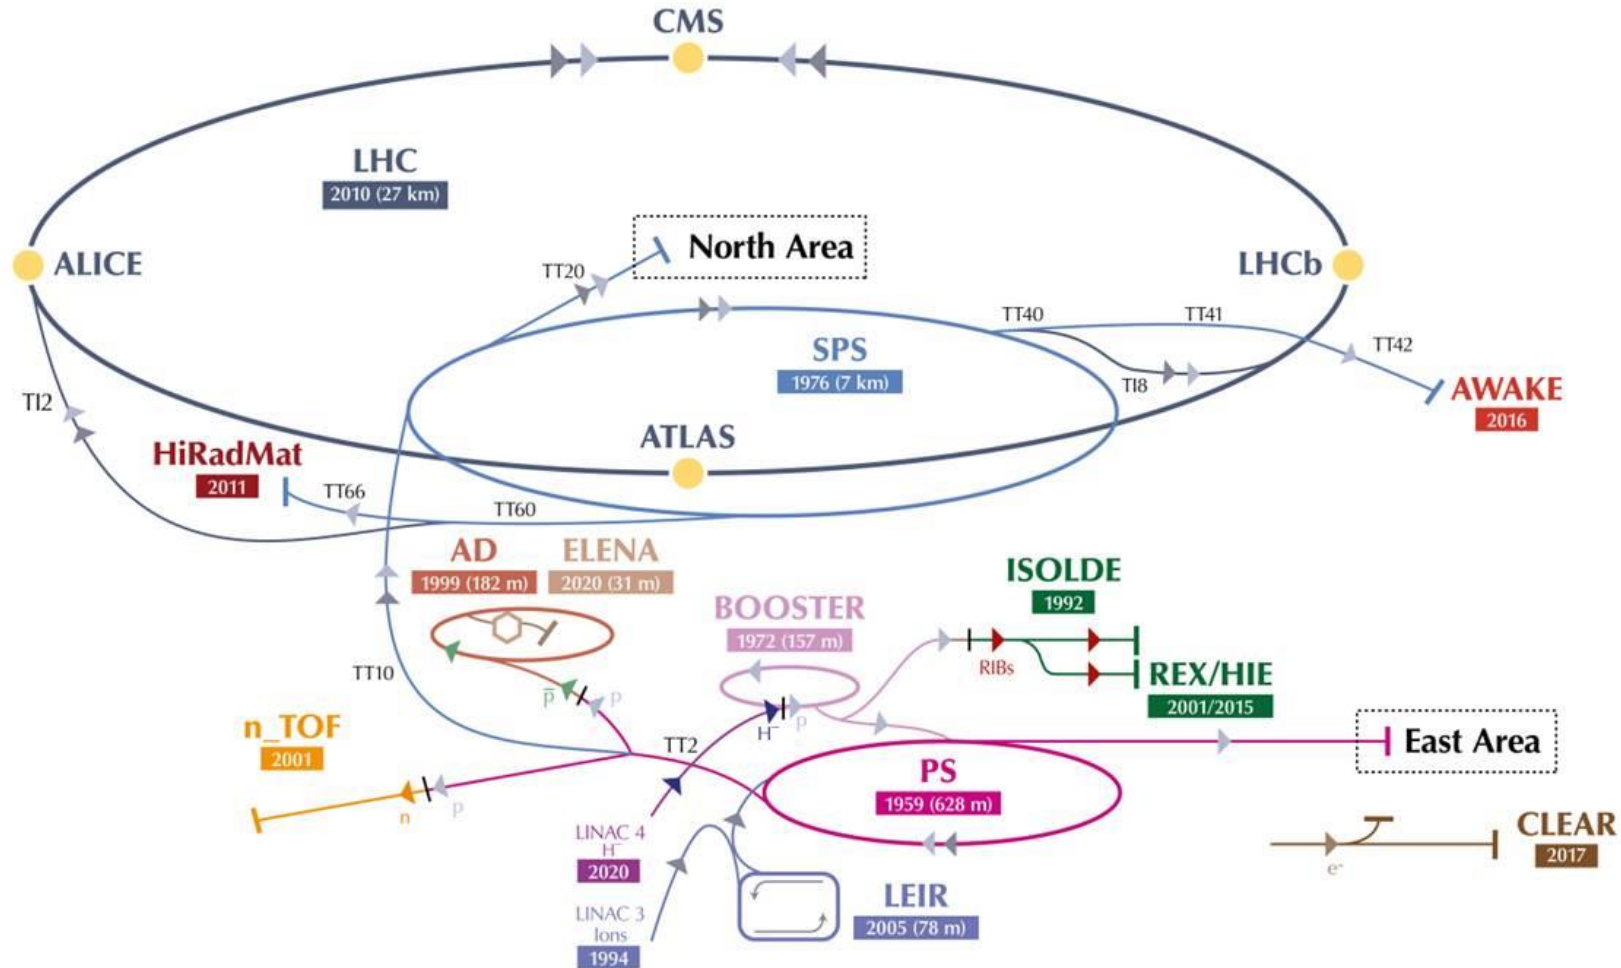 CMS
LHC
2010 (27 km)
North Area
TT20
ALICE
LHCb
TT40
TT41
SPS
1976 (7 km)
TT42
TI8
AWAKE
2016
TI2
ATLAS
HiRadMat
2011
TT66
TT60
AD
1999 (182 m)
ELENA
2020 (31 m)
ISOLDE
1992
BOOSTER
1972 (157 m)
RIBs
REX/HIE
2001/2015
TT10
p̅
p
H⁻
p
n_TOF
2001
TT2
East Area
PS
1959 (628 m)
n
p
LINAC 4
H⁻
2020
CLEAR
2017
e⁻
LEIR
2005 (78 m)
LINAC 3
Ions
1994